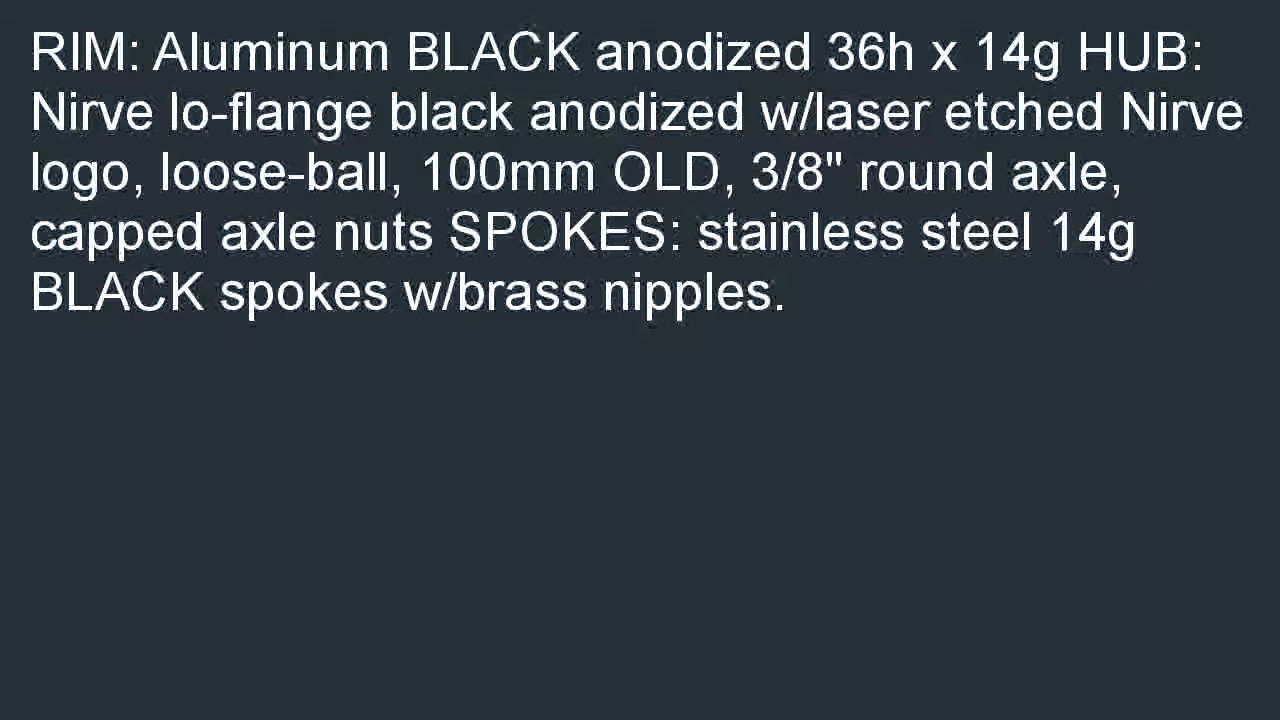 RIM: Aluminum BLACK anodized 36h x 14g HUB:
Nirve lo-flange black anodized w/laser etched Nirve
logo, loose-ball, 100mm OLD, 3/8" round axle,
capped axle nuts SPOKES: stainless steel 14g
BLACK spokes w/brass nipples.